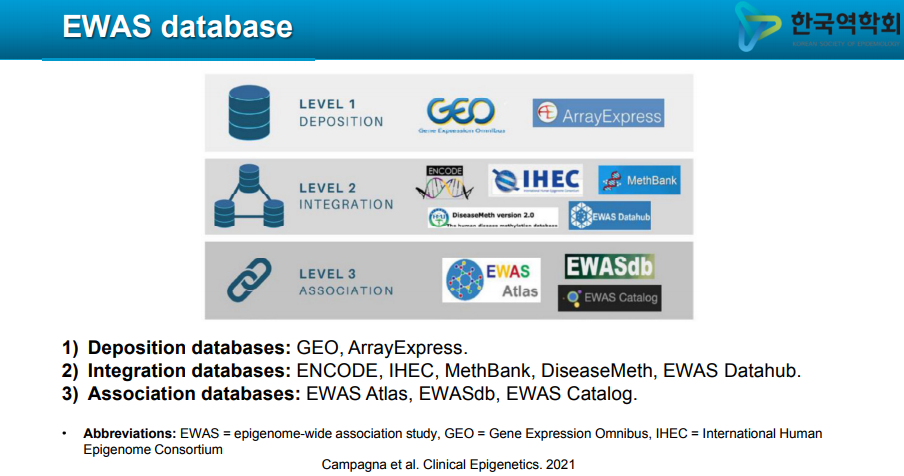 EWAS database
한국역학회
KOREAN SOCIETY OF EPIDEMIOLOGY
LEVEL 1
DEPOSITION
GEO
Gene Expression Omnibus
ArrayExpress
LEVEL 2
INTEGRATION
ENCODE
IHEC
MethBank
DiseaseMeth version 2.0
The human disease methylation database
EWAS Datahub
LEVEL 3
ASSOCIATION
EWAS
Atlas
EWASdb
EWAS Catalog
1) Deposition databases: GEO, ArrayExpress.
2) Integration databases: ENCODE, IHEC, MethBank, DiseaseMeth, EWAS Datahub.
3) Association databases: EWAS Atlas, EWASdb, EWAS Catalog.
• Abbreviations: EWAS = epigenome-wide association study, GEO = Gene Expression Omnibus, IHEC = International Human
Epigenome Consortium
Campagna et al. Clinical Epigenetics. 2021